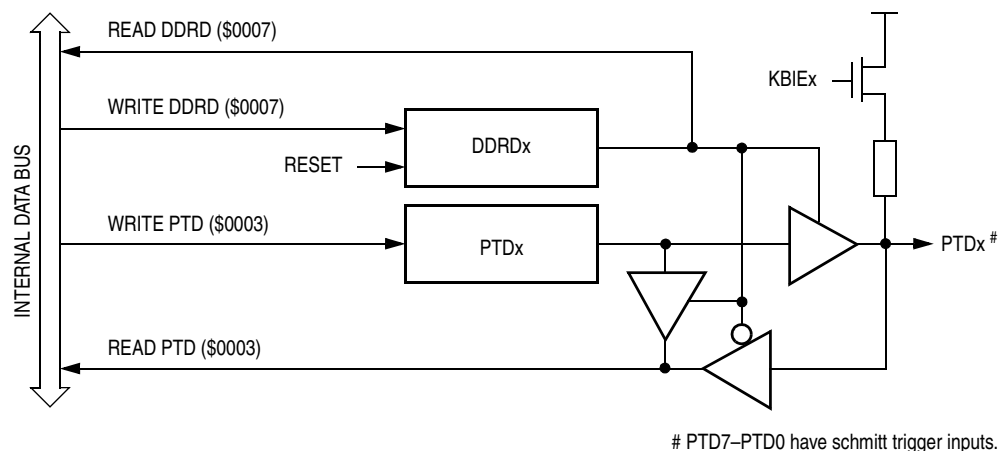 READ DDRD ($0007)
KBIEx
WRITE DDRD ($0007)
DDRDx
RESET
INTERNAL DATA BUS
WRITE PTD ($0003)
PTDx
PTDx #
READ PTD ($0003)
# PTD7–PTD0 have schmitt trigger inputs.